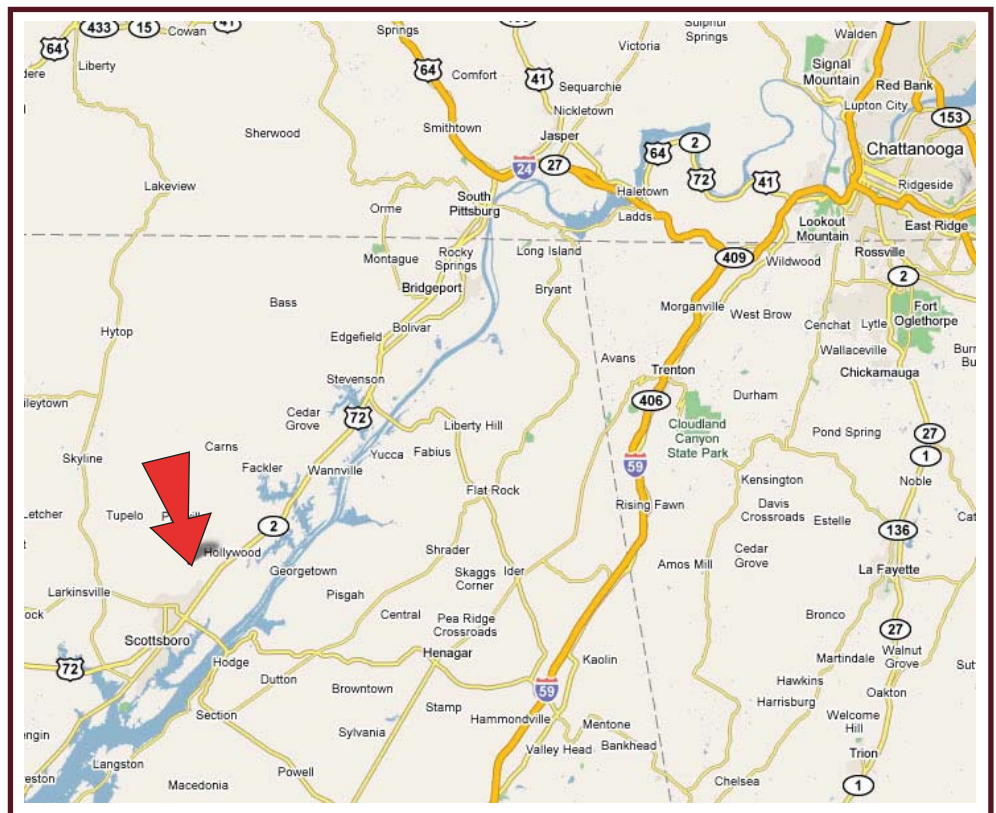 433
15
Cowan
41
64
Liberty
Springs
64
Comfort
41
Sequarchie
Nickletown
Victoria
Sulphur
Springs
Walden
Signal
Mountain
Red Bank
Lupton City
153
Chattanooga
Ridgeside
East Ridge
Lookout
Mountain
Rossville
Sherwood
Smithtown
Jasper
24
27
64
2
72
41
Haletown
Ladds
Lakeview
Orme
South
Pittsburg
Montague
Rocky
Springs
Long Island
Bridgeport
Bryant
409
Wildwood
2
Fort
Oglethorpe
Bass
Hytop
Edgefield
Bolivar
Morganville
West Brow
Cenchat
Lytle
Wallaceville
Chickamauga
Avans
Trenton
Stevenson
406
Durham
Cloudland
Canyon
State Park
Cedar
Grove
72
Liberty Hill
Pond Spring
27
1
Skyline
Carns
Fackler
Wannville
Yucca
Fabius
59
Kensington
Noble
Flat Rock
Rising Fawn
Davis
Crossroads
Estelle
136
Tupelo
2
Hollywood
Shrader
Cedar
Grove
Amos Mill
La Fayette
Georgetown
Skaggs
Corner
Ider
Larkinsville
Pisgah
Central
Pea Ridge
Crossroads
Bronco
27
Scottsboro
Henagar
Kaolin
Martindale
Walnut
Grove
72
Hodge
Dutton
Browntown
59
Hawkins
Oakton
Harrisburg
Section
Stamp
Hammondville
Mentone
Welcome
Hill
Sylvania
Valley Head
Bankhead
Trion
Langston
Powell
Macedonia
Chelsea
1